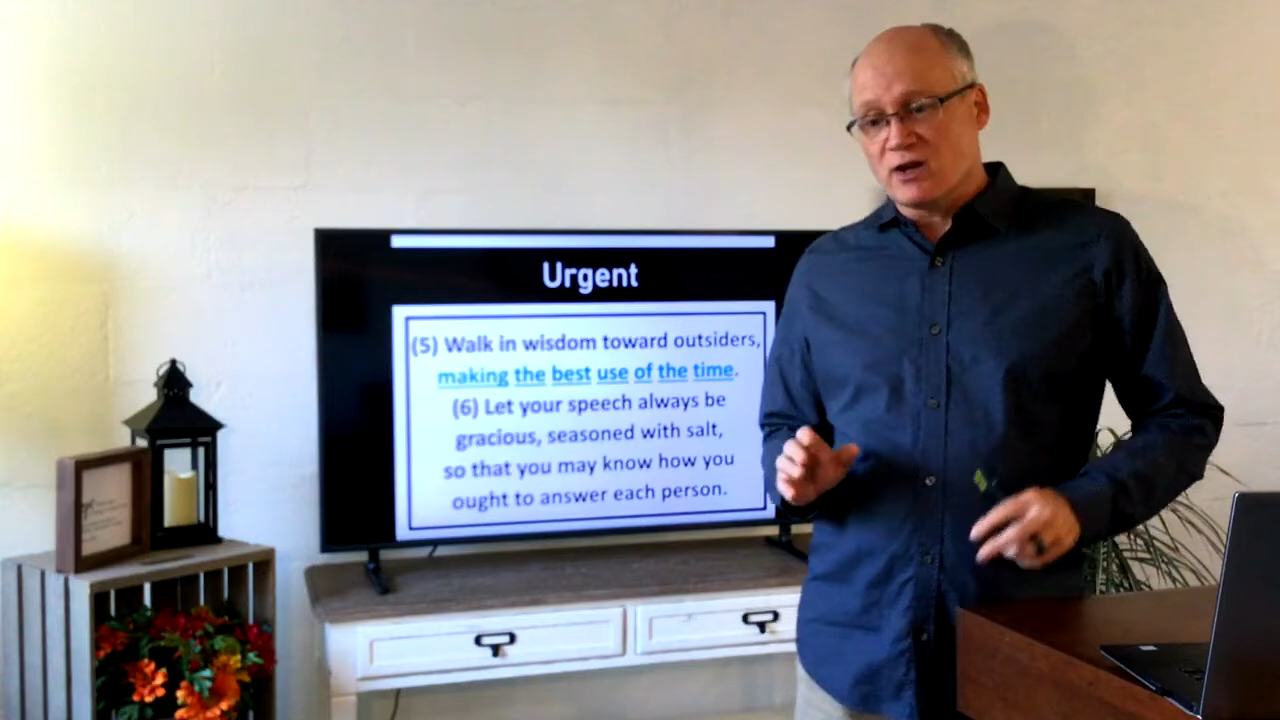 Urgent
(5) Walk in wisdom toward outsiders,
making the best use of the time.
(6) Let your speech always be
gracious, seasoned with salt,
so that you may know how you
ought to answer each person.